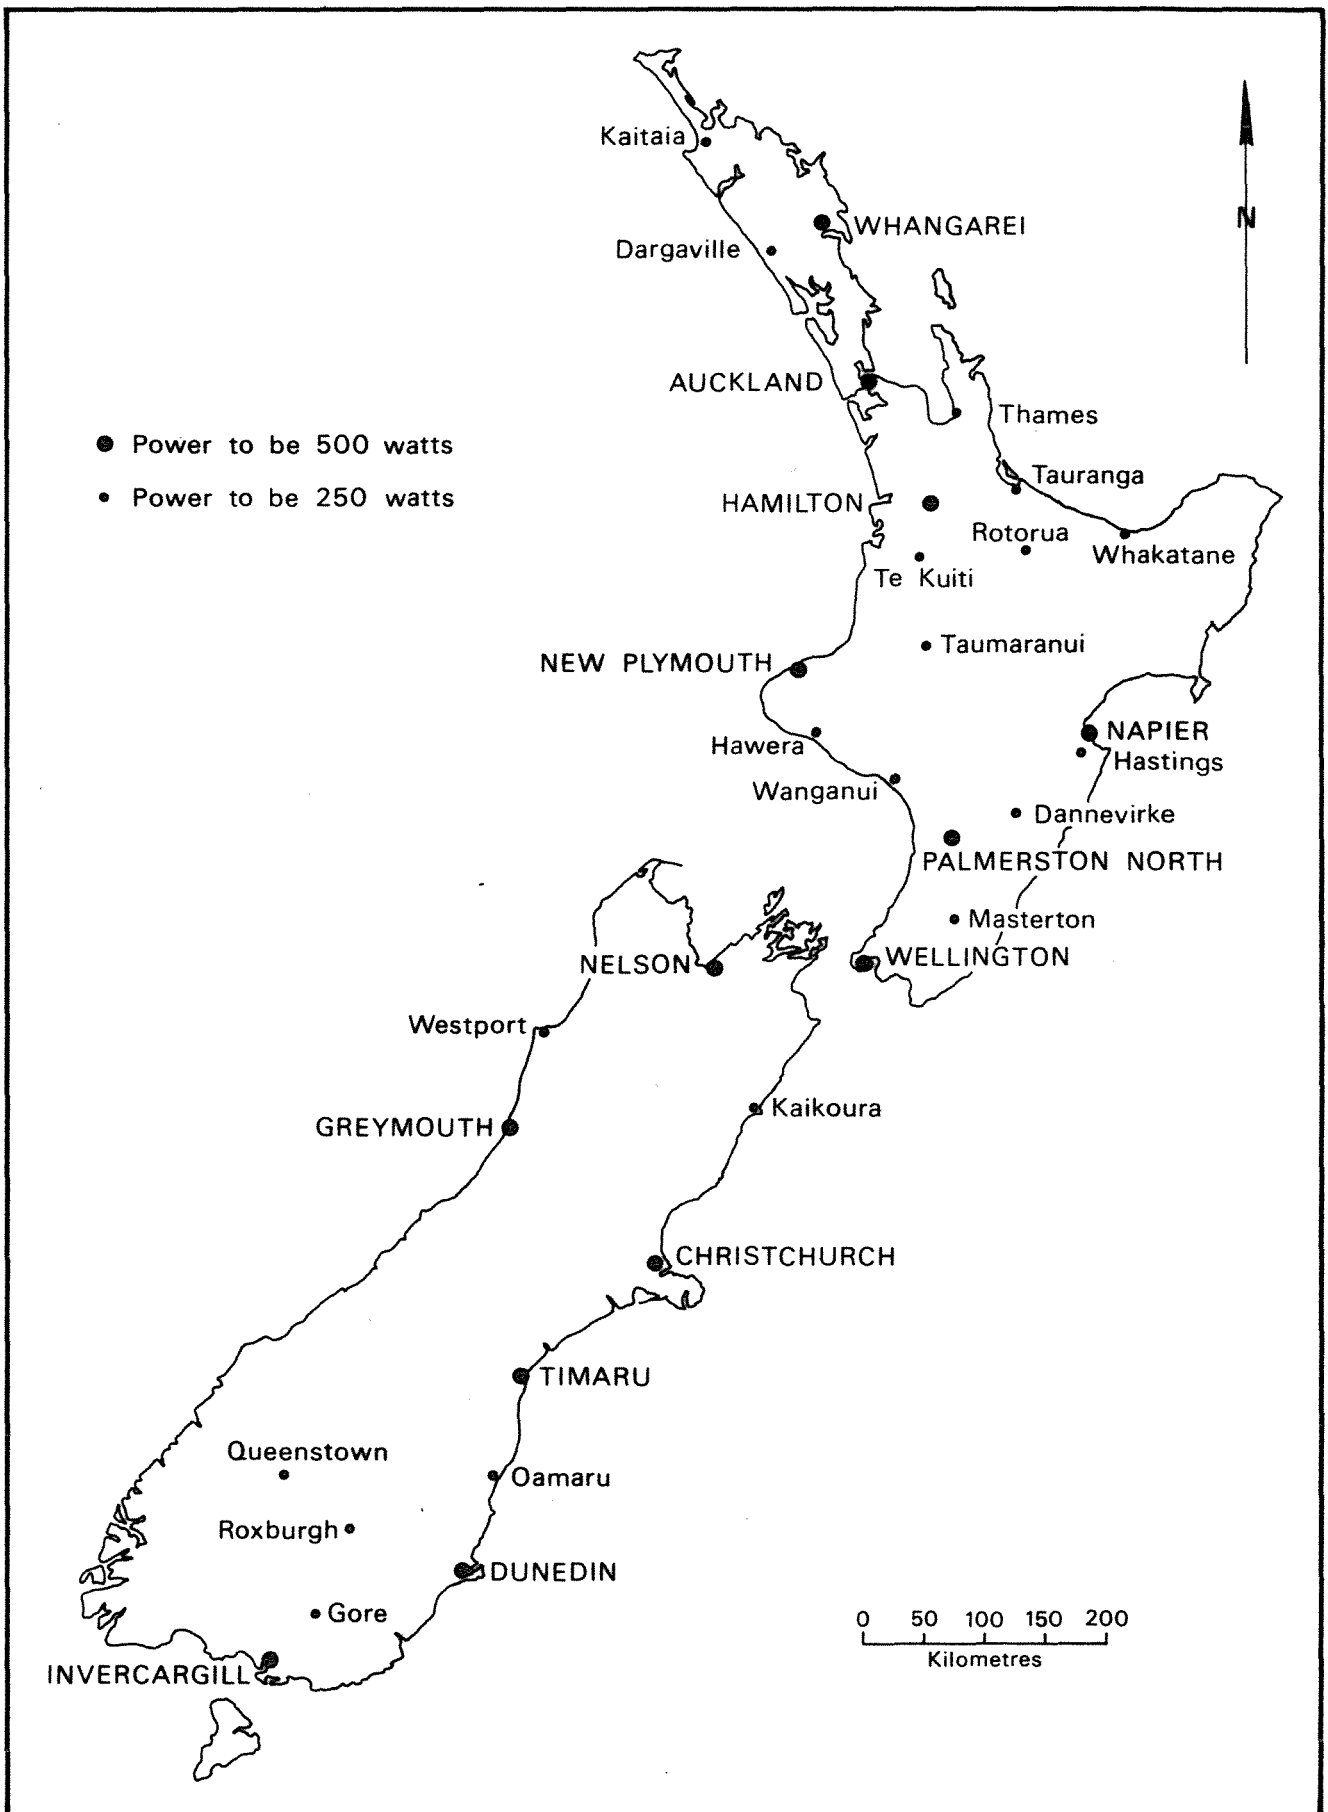 Kaitaia
N
WHANGAREI
Dargaville
AUCKLAND
Thames
Power to be 500 watts
Tauranga
Power to be 250 watts
HAMILTON
Rotorua
Whakatane
Te Kuiti
Taumaranui
NEW PLYMOUTH
NAPIER
Hawera
Hastings
Wanganui
Dannevirke
PALMERSTON NORTH
Masterton
WELLINGTON
NELSON
Westport
Kaikoura
GREYMOUTH
CHRISTCHURCH
TIMARU
Queenstown
Oamaru
Roxburgh
DUNEDIN
Gore
0 50 100 150 200
Kilometres
INVERCARGILL